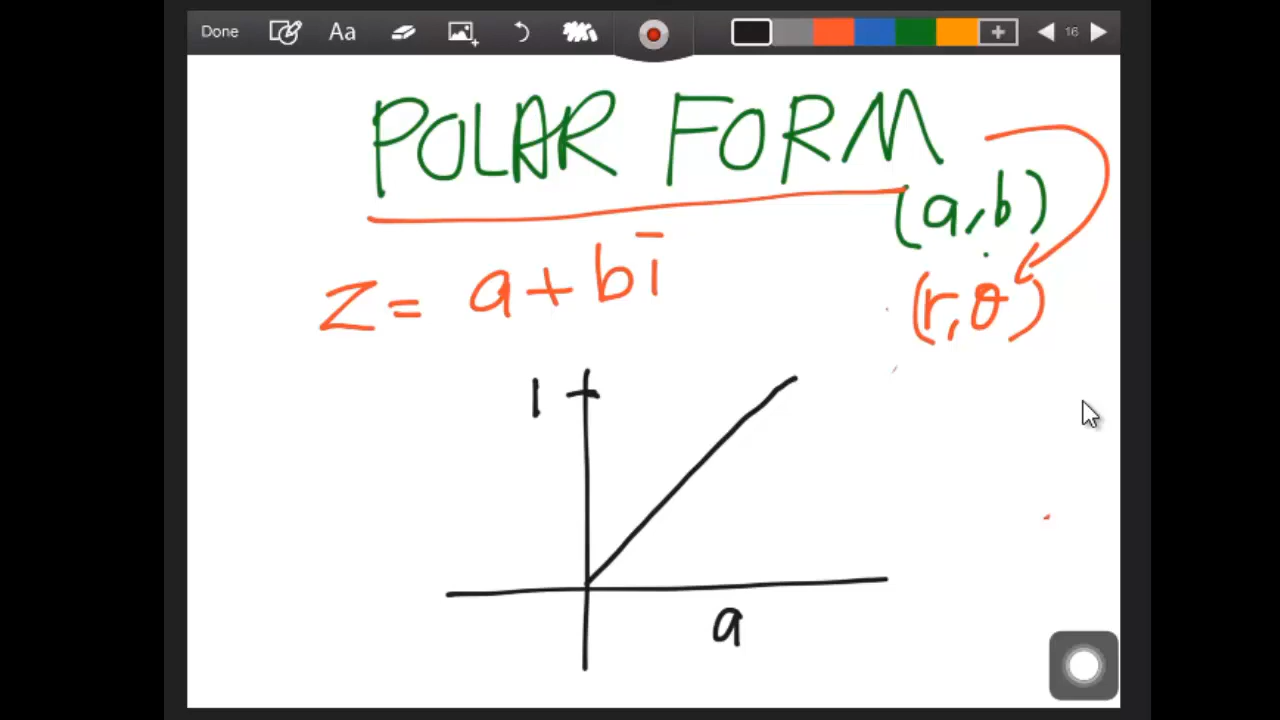 Done Aa 16
POLAR FORM
(a,b)
z = a + bi
(r,θ)
1
a